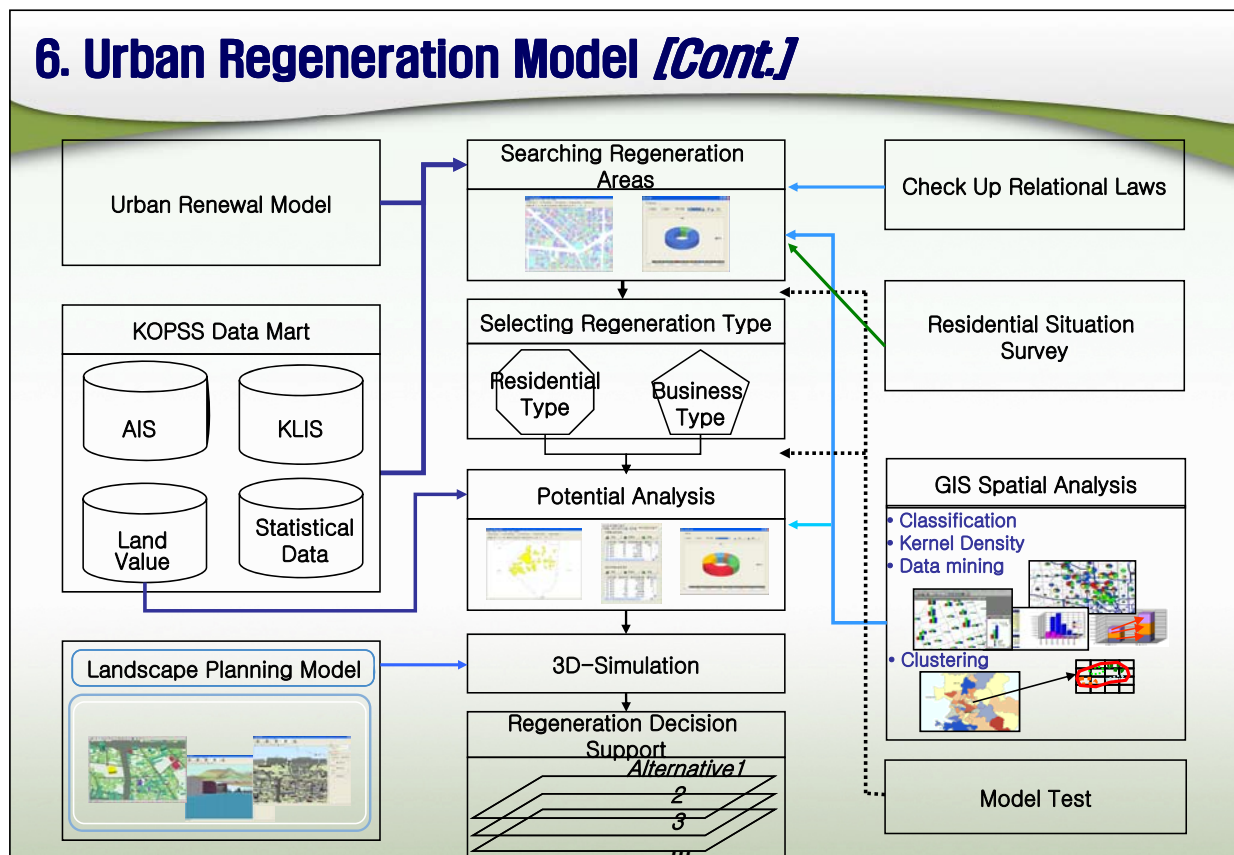 6. Urban Regeneration Model [Cont.]
Urban Renewal Model
KOPSS Data Mart
AIS
KLIS
Land
Value
Statistical
Data
Landscape Planning Model
Searching Regeneration
Areas
Selecting Regeneration Type
Residential
Type
Business
Type
Potential Analysis
3D-Simulation
Regeneration Decision
Support
Alternative1
2
3
...
Check Up Relational Laws
Residential Situation
Survey
GIS Spatial Analysis
• Classification
• Kernel Density
• Data mining
• Clustering
Model Test